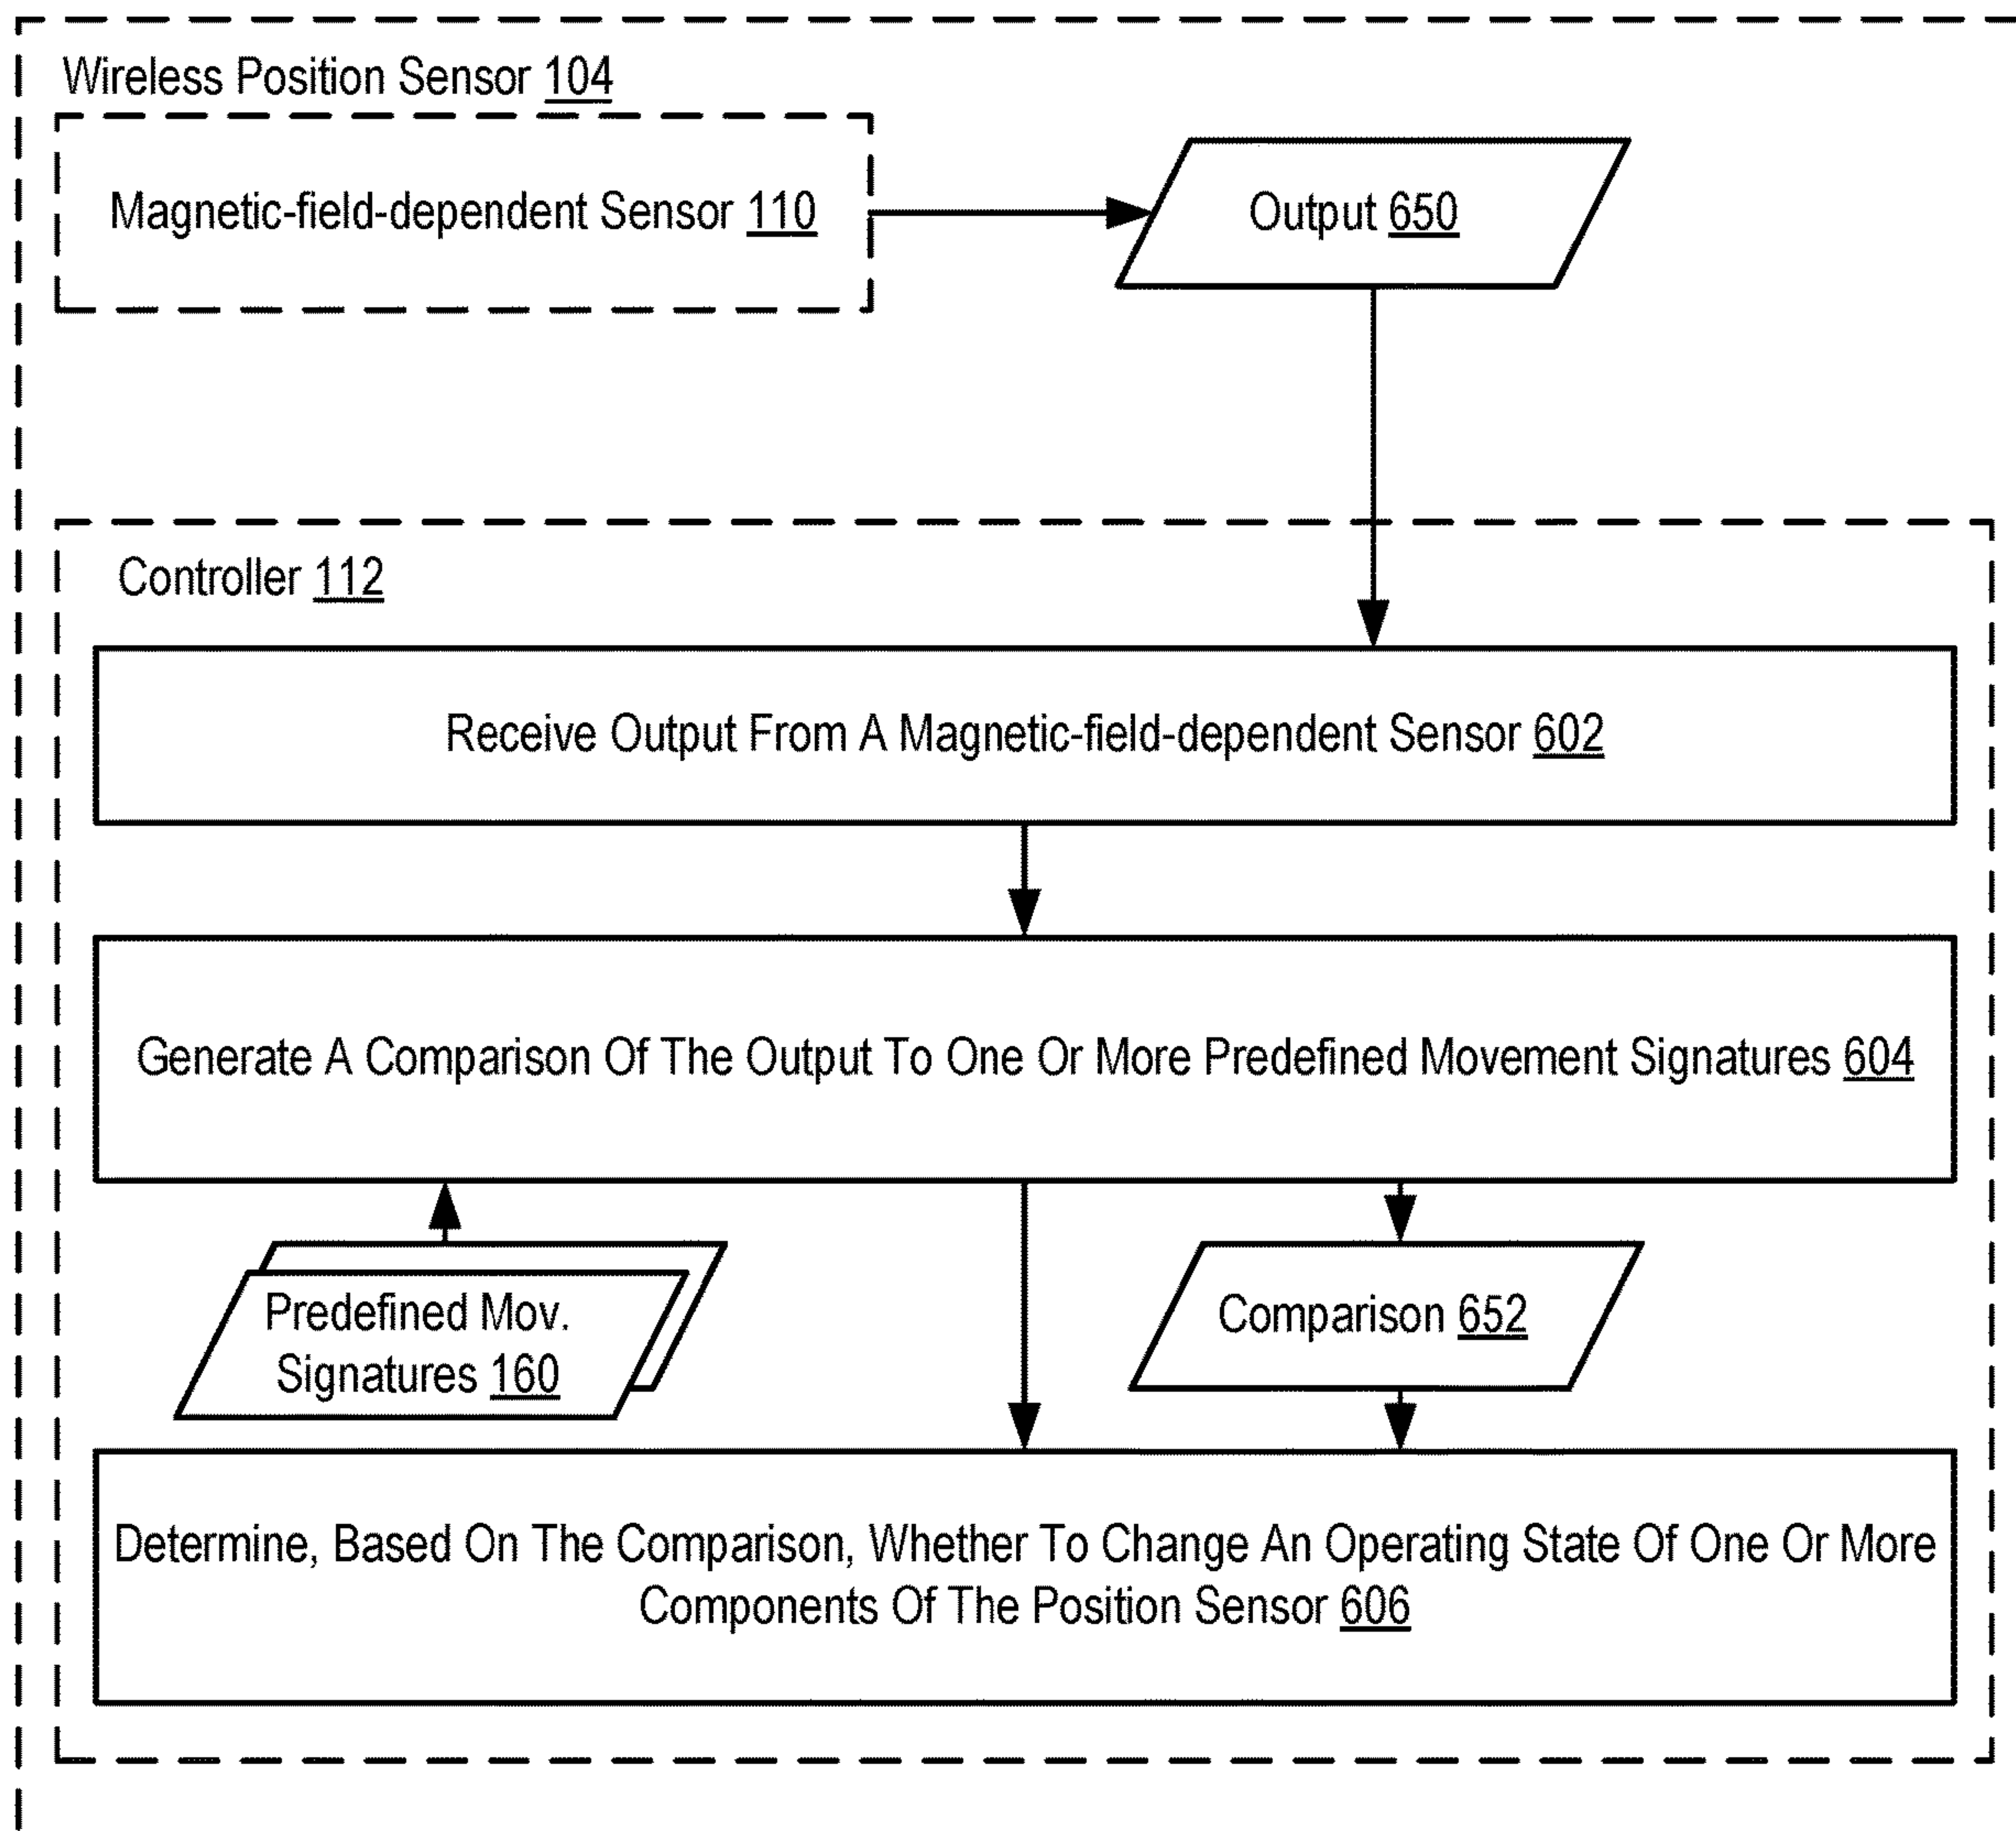 Wireless Position Sensor 104
Magnetic-field-dependent Sensor 110
Output 650
Controller 112
Receive Output From A Magnetic-field-dependent Sensor 602
Generate A Comparison Of The Output To One Or More Predefined Movement Signatures 604
Predefined Mov.
Signatures 160
Comparison 652
Determine, Based On The Comparison, Whether To Change An Operating State Of One Or More
Components Of The Position Sensor 606